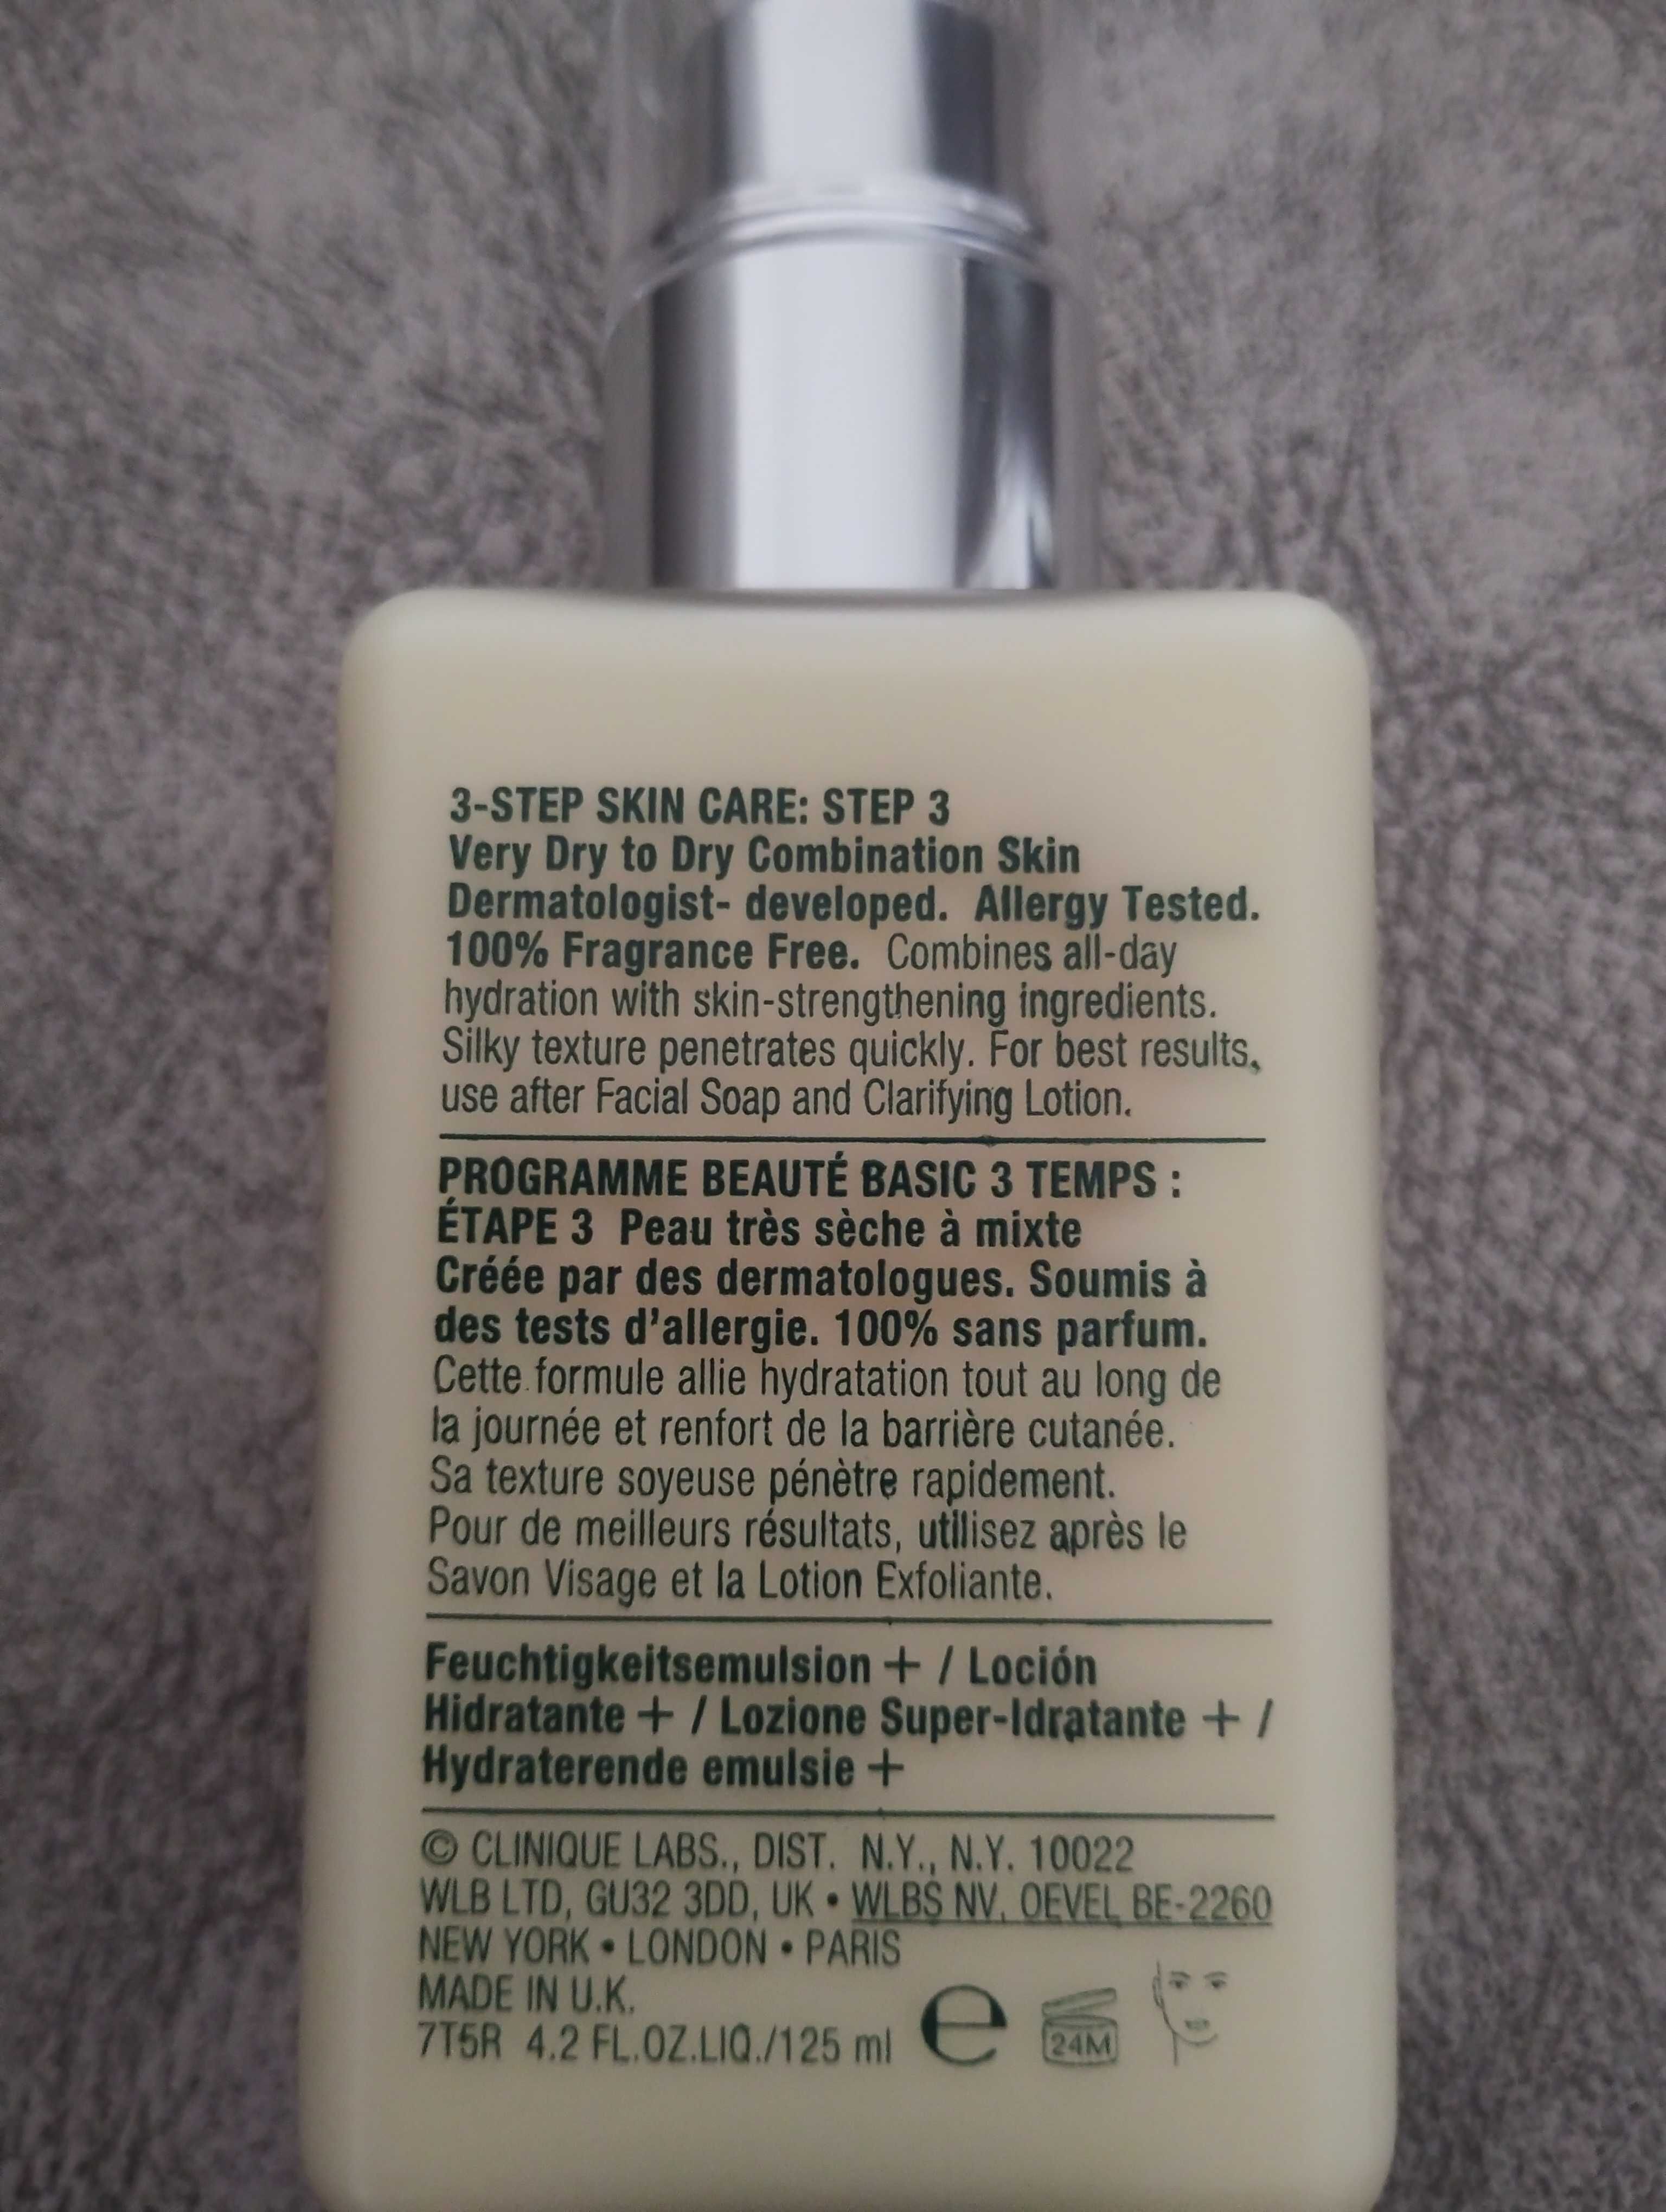 3-STEP SKIN CARE: STEP 3
Very Dry to Dry Combination Skin
Dermatologist- developed. Allergy Tested.
100% Fragrance Free. Combines all-day
hydration with skin-strengthening ingredients.
Silky texture penetrates quickly. For best results,
use after Facial Soap and Clarifying Lotion.
PROGRAMME BEAUTÉ BASIC 3 TEMPS :
ÉTAPE 3 Peau très sèche à mixte
Créée par des dermatologues. Soumis à
des tests d'allergie. 100% sans parfum.
Cette formule allie hydratation tout au long de
la journée et renfort de la barrière cutanée.
Sa texture soyeuse pénètre rapidement.
Pour de meilleurs résultats, utilisez après le
Savon Visage et la Lotion Exfoliante.
Feuchtigkeitsemulsion + / Loción
Hidratante + / Lozione Super-Idratante + /
Hydraterende emulsie +
© CLINIQUE LABS., DIST. N.Y., N.Y. 10022
WLB LTD, GU32 3DD, UK • WLBS NV, OEVEL BE-2260
NEW YORK • LONDON • PARIS
MADE IN U.K.
7T5R 4.2 FL.OZ.LIQ./125 ml e 24M